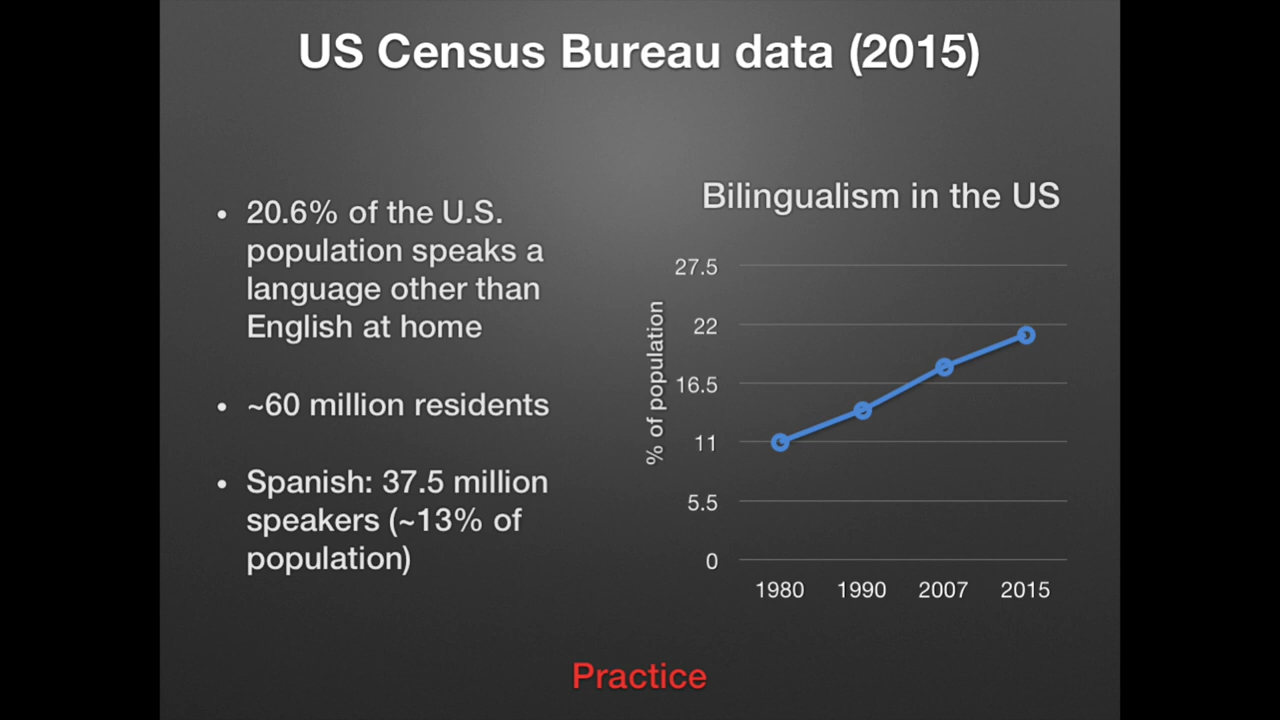 US Census Bureau data (2015)
• 20.6% of the U.S.
population speaks a
language other than
English at home
• ~60 million residents
• Spanish: 37.5 million
speakers (~13% of
population)
Bilingualism in the US
% of population
27.5
22
16.5
11
5.5
0
1980 1990 2007 2015
Practice